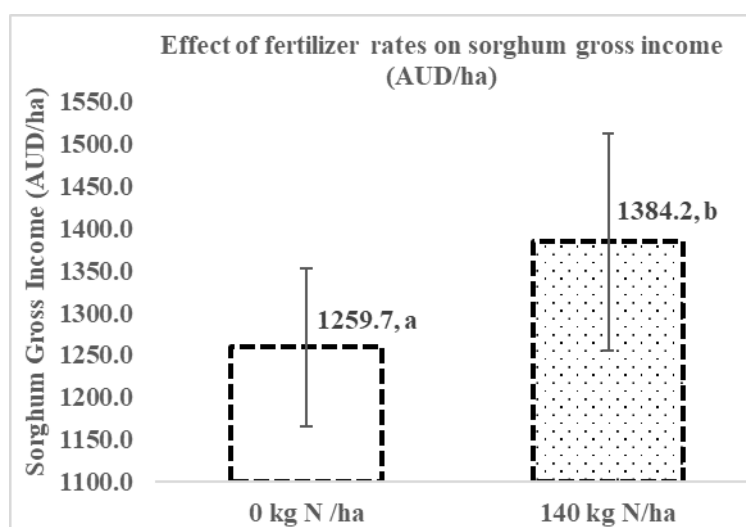 Effect of fertilizer rates on sorghum gross income
(AUD/ha)
Sorghum Gross Income (AUD/ha)
1550.0
1500.0
1450.0
1400.0
1350.0
1300.0
1250.0
1200.0
1150.0
1100.0
1259.7, a
1384.2, b
0 kg N /ha
140 kg N/ha